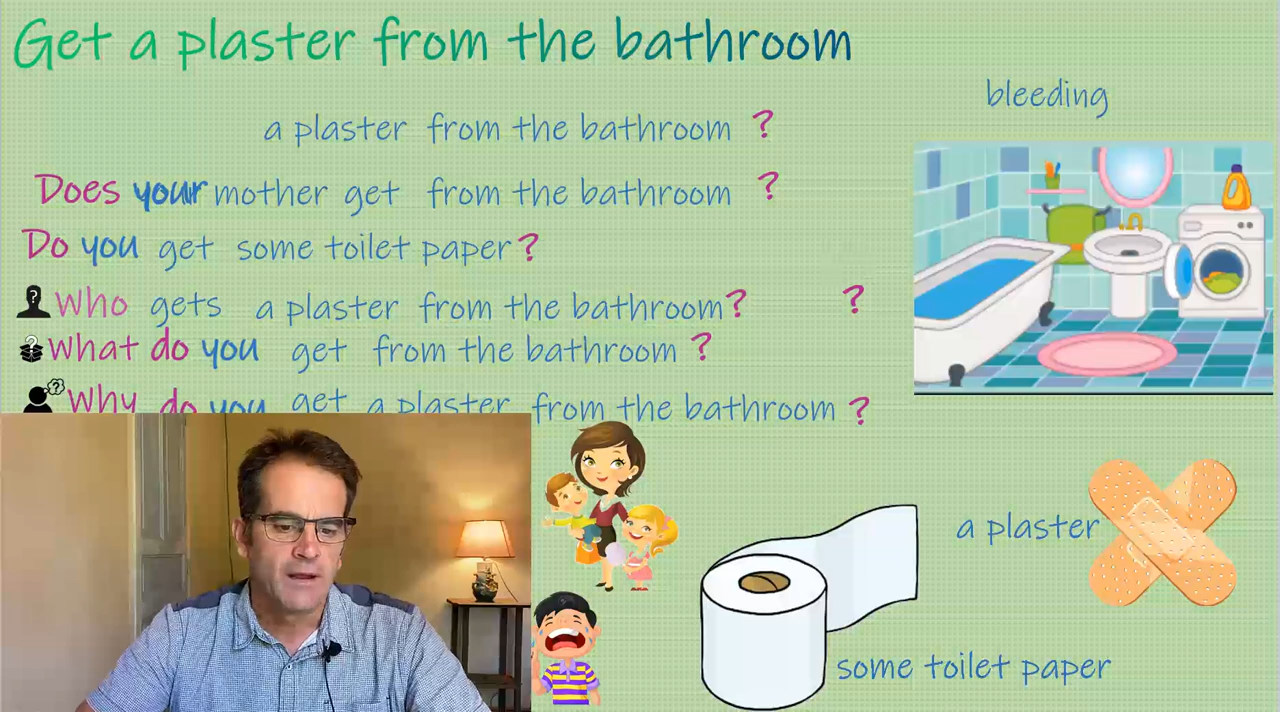 Get a plaster from the bathroom
bleeding
a plaster from the bathroom ?
Does your mother get from the bathroom ?
Do you get some toilet paper ?
Who gets a plaster from the bathroom ? ?
What do you get from the bathroom ?
Why do you get a plaster from the bathroom ?
a plaster
some toilet paper